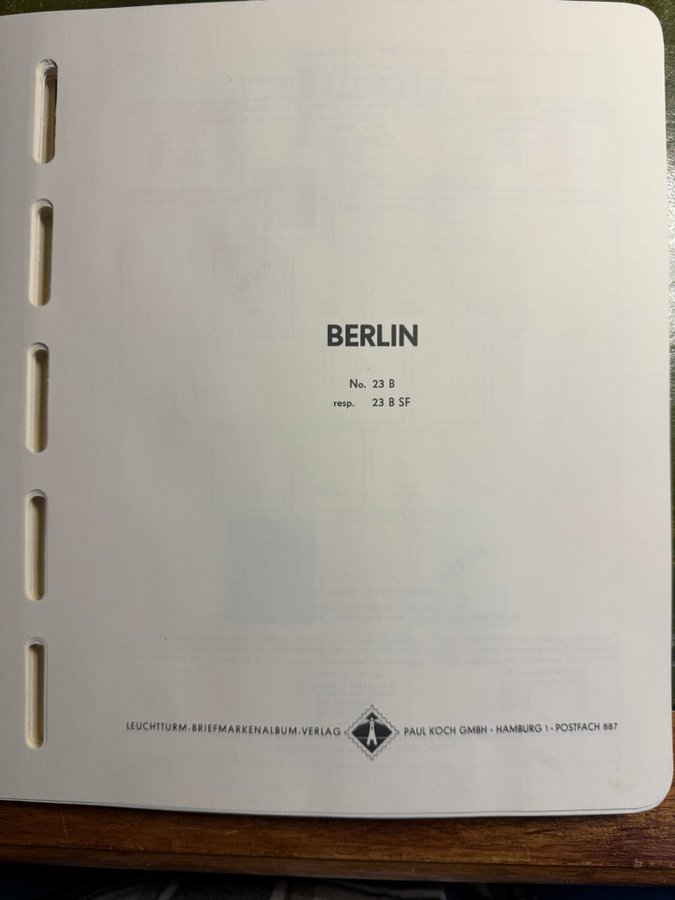 BERLIN
No. 23 B
resp. 23 B SF
LEUCHTTURM-BRIEFMARKENALBUM-VERLAG PAUL KOCH GMBH · HAMBURG 1 · POSTFACH 887